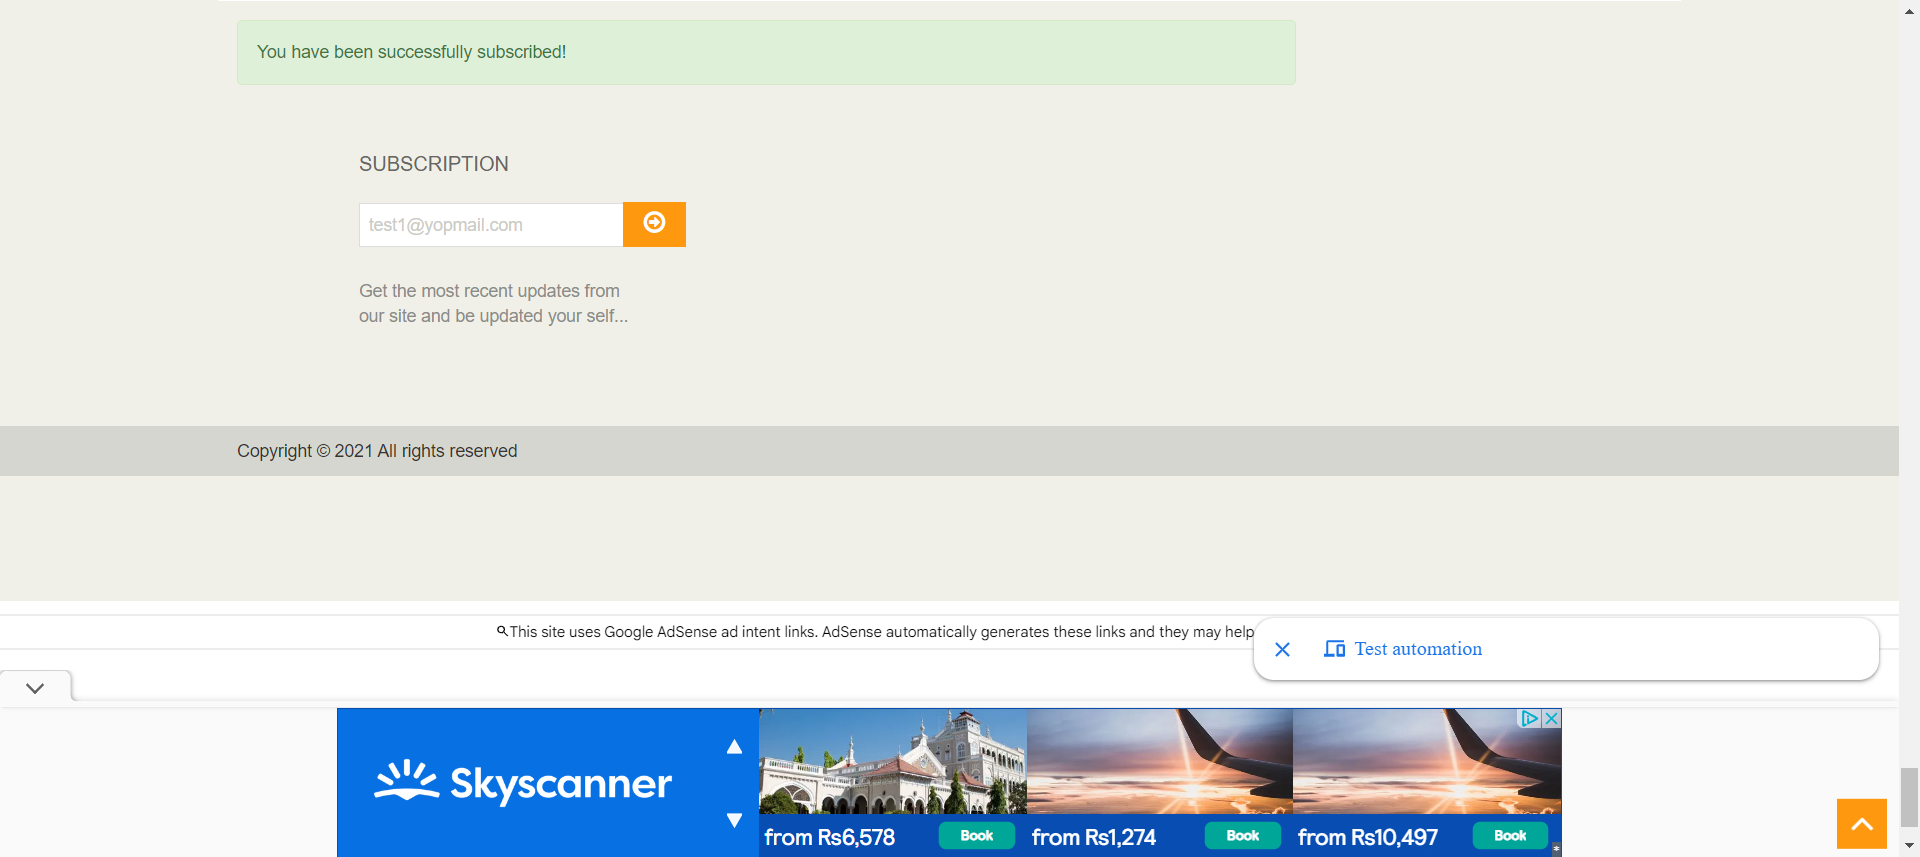 You have been successfully subscribed!
SUBSCRIPTION
test1@yopmail.com
Get the most recent updates from
our site and be updated your self...
Copyright © 2021 All rights reserved
This site uses Google AdSense ad intent links. AdSense automatically generates these links and they may help
Test automation
Skyscanner
from Rs6,578
Book
from Rs1,274
Book
from Rs10,497
Book